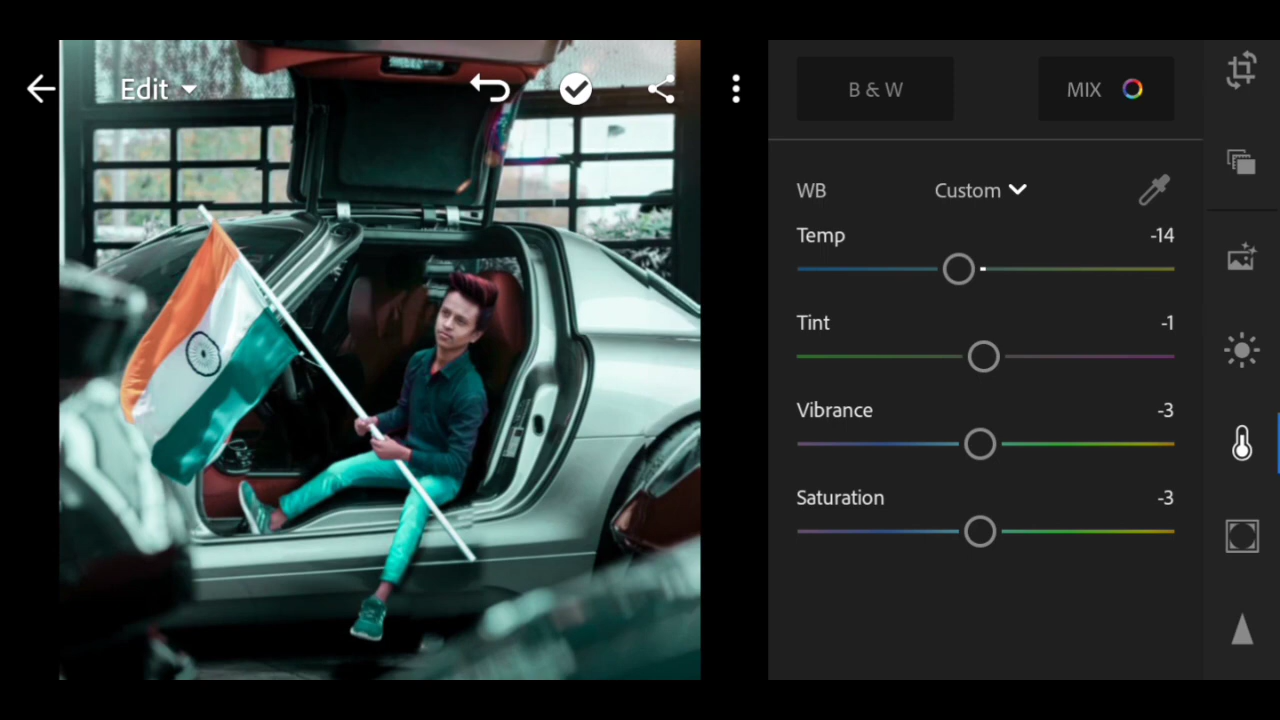 Edit
B & W
MIX
WB
Custom
Temp
-14
Tint
-1
Vibrance
-3
Saturation
-3